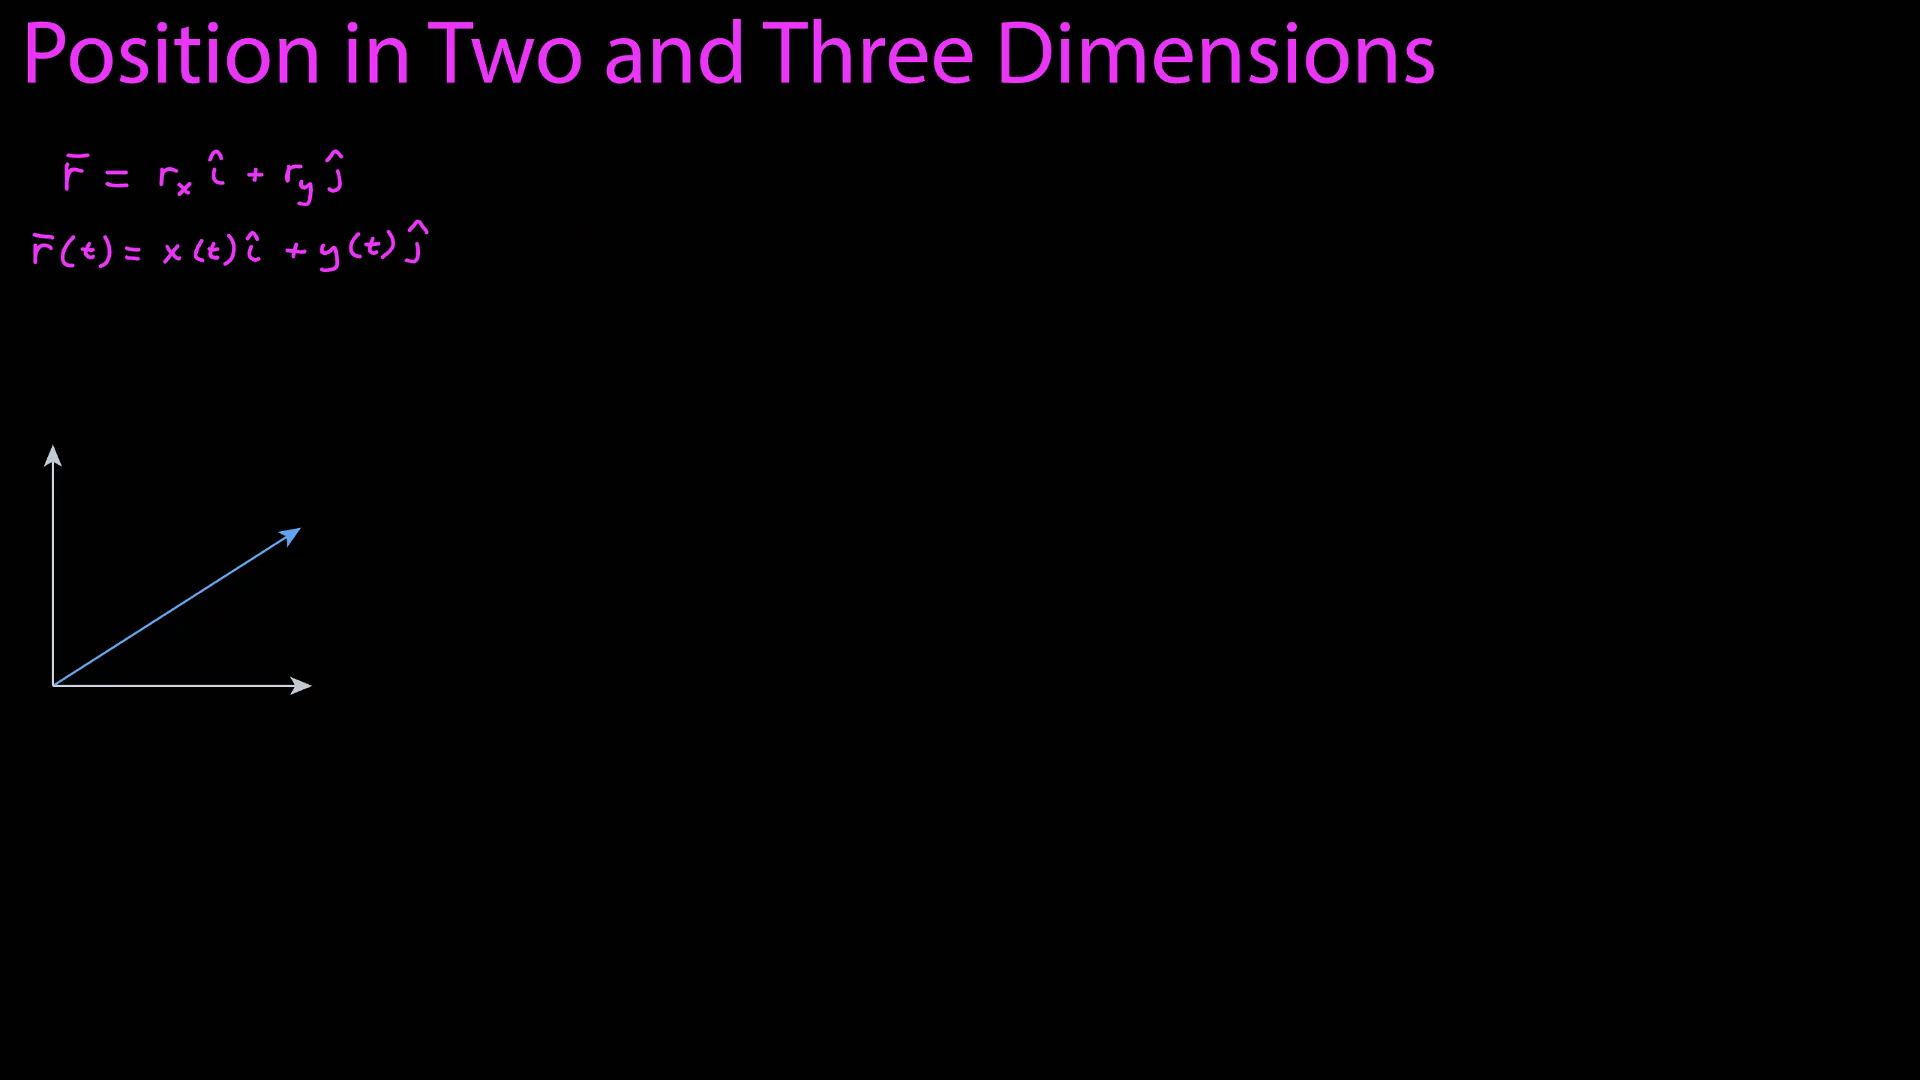 Position in Two and Three Dimensions
r̅ = rₓ î + r_y ĵ
r̅(t) = x(t) î + y(t) ĵ